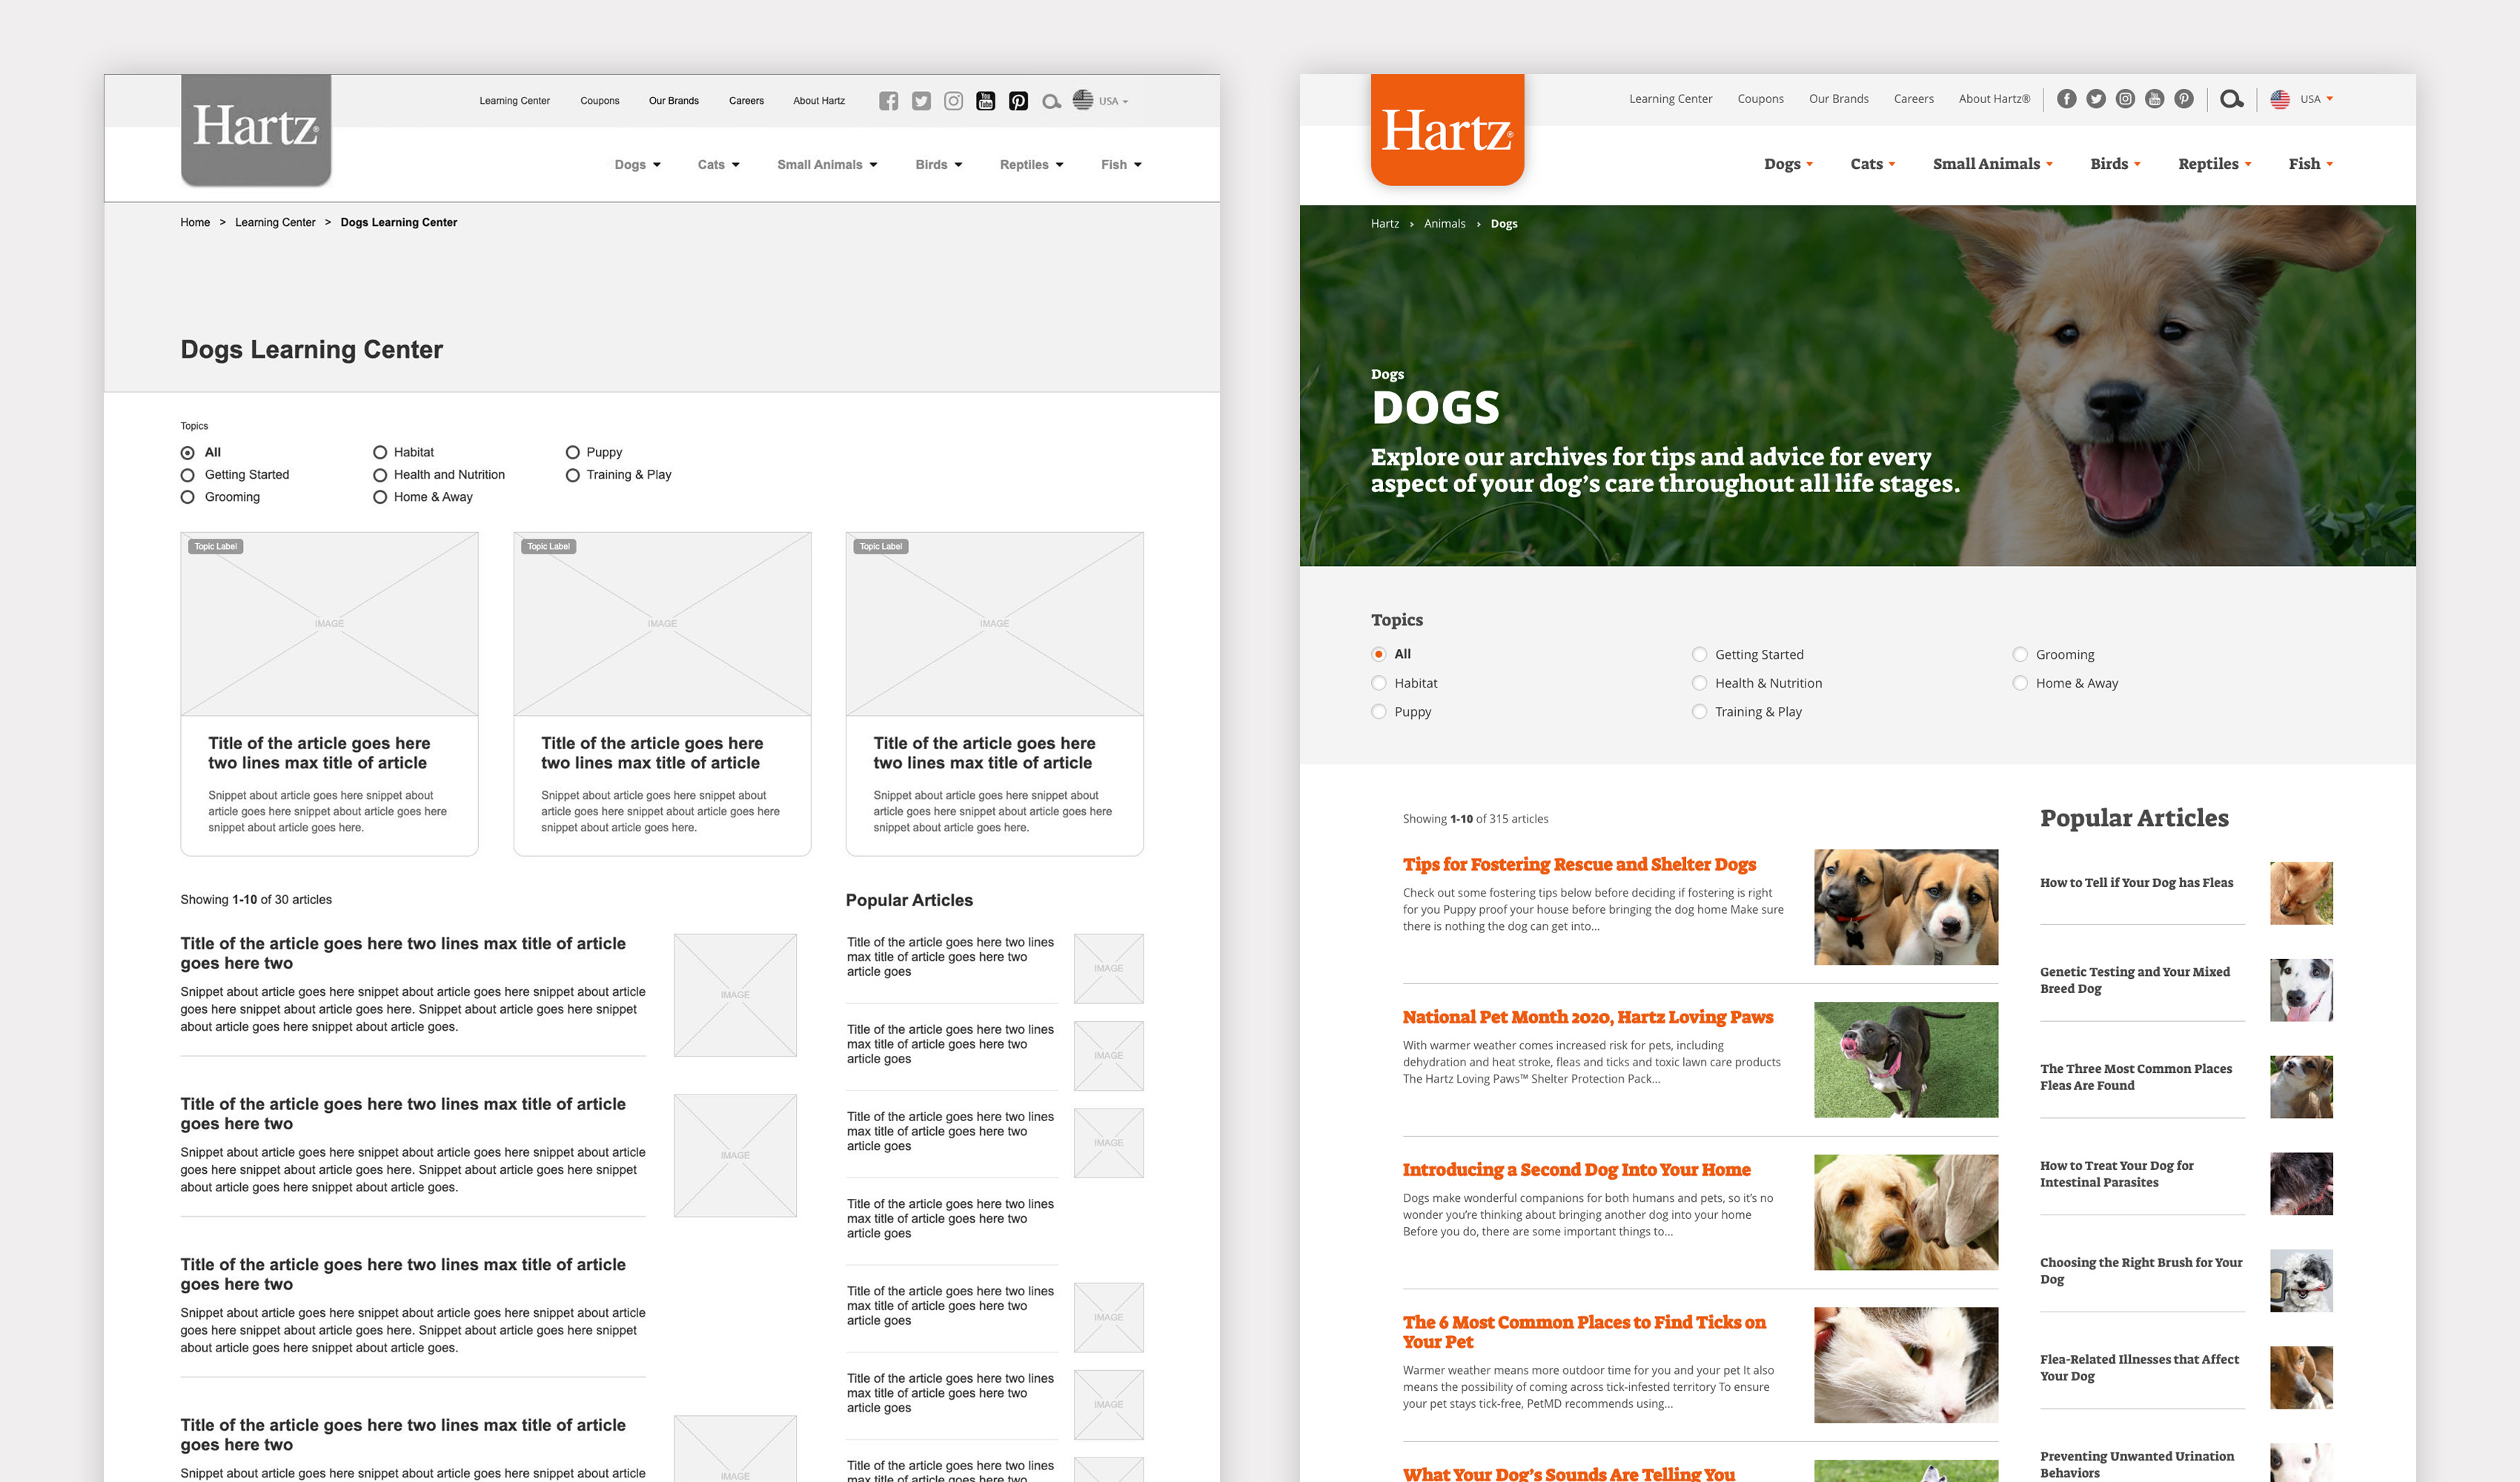 Hartz®
Learning Center
Coupons
Our Brands
Careers
About Hartz
You Tube
USA
Dogs
Cats
Small Animals
Birds
Reptiles
Fish
Home > Learning Center > Dogs Learning Center
Dogs Learning Center
Topics
All
Habitat
Puppy
Getting Started
Health and Nutrition
Training & Play
Grooming
Home & Away
Topic Label
IMAGE
Title of the article goes here
two lines max title of article
Snippet about article goes here snippet about
article goes here snippet about article goes here
snippet about article goes here.
Topic Label
IMAGE
Title of the article goes here
two lines max title of article
Snippet about article goes here snippet about
article goes here snippet about article goes here
snippet about article goes here.
Topic Label
IMAGE
Title of the article goes here
two lines max title of article
Snippet about article goes here snippet about
article goes here snippet about article goes here
snippet about article goes here.
Showing 1-10 of 30 articles
Title of the article goes here two lines max title of article
goes here two
Snippet about article goes here snippet about article goes here snippet about article
goes here snippet about article goes here. Snippet about article goes here snippet
about article goes here snippet about article goes.
IMAGE
Title of the article goes here two lines max title of article
goes here two
Snippet about article goes here snippet about article goes here snippet about article
goes here snippet about article goes here. Snippet about article goes here snippet
about article goes here snippet about article goes.
IMAGE
Title of the article goes here two lines max title of article
goes here two
Snippet about article goes here snippet about article goes here snippet about article
goes here snippet about article goes here. Snippet about article goes here snippet
about article goes here snippet about article goes.
Title of the article goes here two lines max title of article
goes here two
Snippet about article goes here snippet about article goes here snippet about article
IMAGE
Popular Articles
Title of the article goes here two lines
max title of article goes here two
article goes
IMAGE
Title of the article goes here two lines
max title of article goes here two
article goes
IMAGE
Title of the article goes here two lines
max title of article goes here two
article goes
IMAGE
Title of the article goes here two lines
max title of article goes here two
article goes
Title of the article goes here two lines
max title of article goes here two
article goes
IMAGE
Title of the article goes here two lines
max title of article goes here two
article goes
IMAGE
Title of the article goes here two lines
max title of article goes here two
Hartz®
Learning Center
Coupons
Our Brands
Careers
About Hartz®
USA
Dogs
Cats
Small Animals
Birds
Reptiles
Fish
Hartz › Animals › Dogs
Dogs
DOGS
Explore our archives for tips and advice for every
aspect of your dog’s care throughout all life stages.
Topics
All
Getting Started
Grooming
Habitat
Health & Nutrition
Home & Away
Puppy
Training & Play
Showing 1-10 of 315 articles
Tips for Fostering Rescue and Shelter Dogs
Check out some fostering tips below before deciding if fostering is right
for you Puppy proof your house before bringing the dog home Make sure
there is nothing the dog can get into...
National Pet Month 2020, Hartz Loving Paws
With warmer weather comes increased risk for pets, including
dehydration and heat stroke, fleas and ticks and toxic lawn care products
The Hartz Loving Paws™ Shelter Protection Pack...
Introducing a Second Dog Into Your Home
Dogs make wonderful companions for both humans and pets, so it’s no
wonder you’re thinking about bringing another dog into your home
Before you do, there are some important things to...
The 6 Most Common Places to Find Ticks on
Your Pet
Warmer weather means more outdoor time for you and your pet It also
means the possibility of coming across tick-infested territory To ensure
your pet stays tick-free, PetMD recommends using...
What Your Dog’s Sounds Are Telling You
Popular Articles
How to Tell if Your Dog has Fleas
Genetic Testing and Your Mixed
Breed Dog
The Three Most Common Places
Fleas Are Found
How to Treat Your Dog for
Intestinal Parasites
Choosing the Right Brush for Your
Dog
Flea-Related Illnesses that Affect
Your Dog
Preventing Unwanted Urination
Behaviors